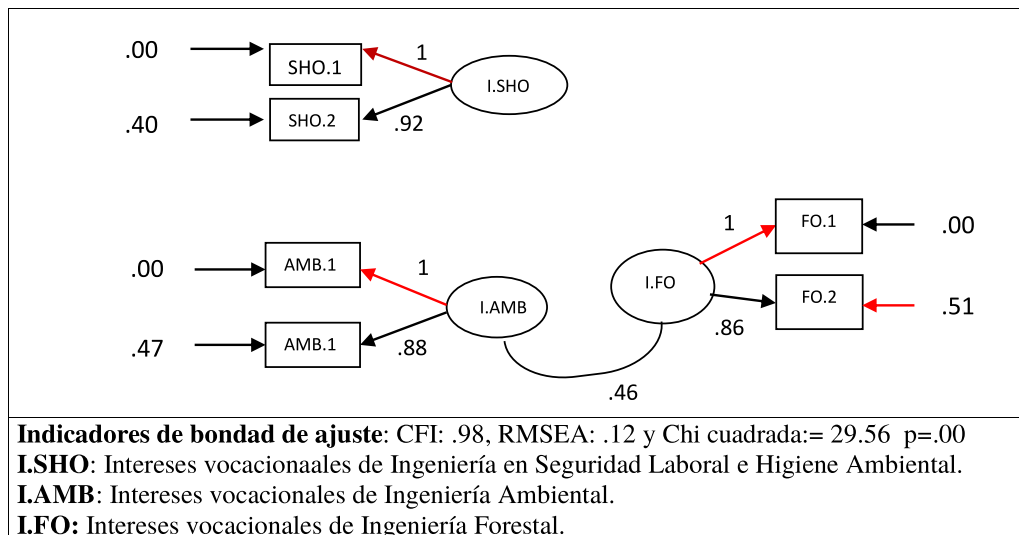 .00
SHO.1
1
I.SHO
.40
SHO.2
.92
FO.1
.00
1
.00
AMB.1
1
I.FO
FO.2
.51
I.AMB
.86
.47
AMB.1
.88
.46
Indicadores de bondad de ajuste: CFI: .98, RMSEA: .12 y Chi cuadrada:= 29.56 p=.00
I.SHO: Intereses vocacionaales de Ingeniería en Seguridad Laboral e Higiene Ambiental.
I.AMB: Intereses vocacionales de Ingeniería Ambiental.
I.FO: Intereses vocacionales de Ingeniería Forestal.